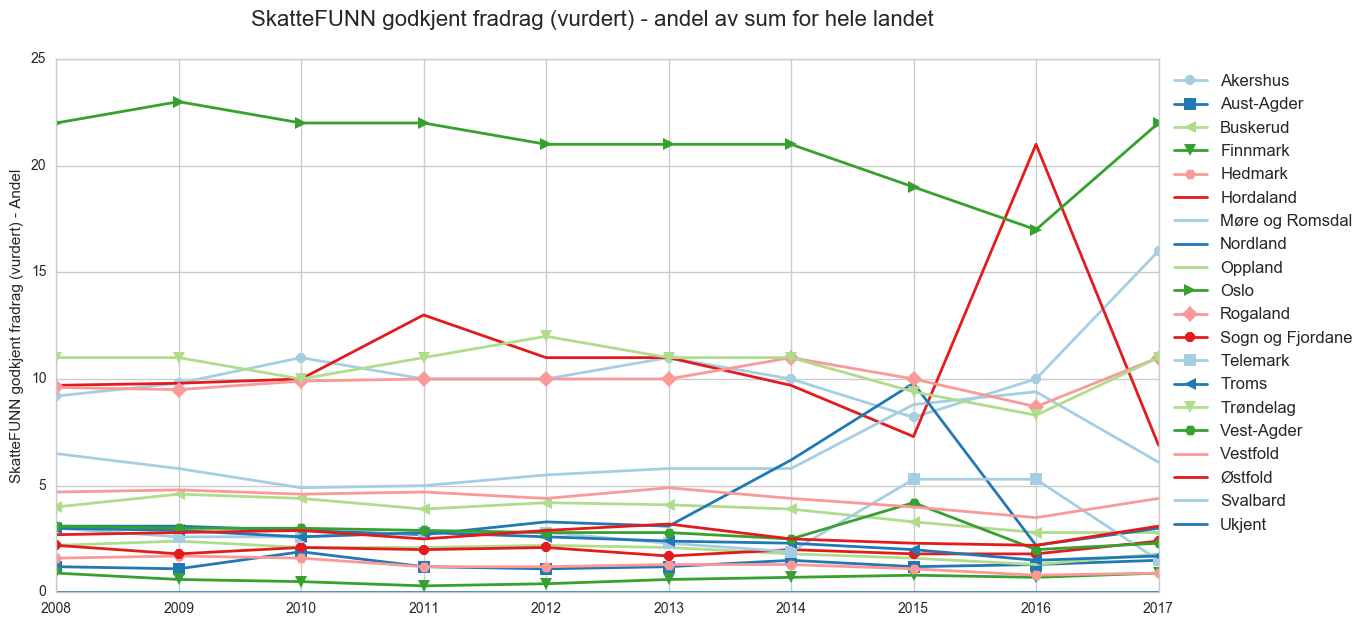 SkatteFUNN godkjent fradrag (vurdert) - andel av sum for hele landet
SkatteFUNN godkjent fradrag (vurdert) - Andel
25
20
15
10
5
0
2008 2009 2010 2011 2012 2013 2014 2015 2016 2017
Akershus
Aust-Agder
Buskerud
Finnmark
Hedmark
Hordaland
Møre og Romsdal
Nordland
Oppland
Oslo
Rogaland
Sogn og Fjordane
Telemark
Troms
Trøndelag
Vest-Agder
Vestfold
Østfold
Svalbard
Ukjent